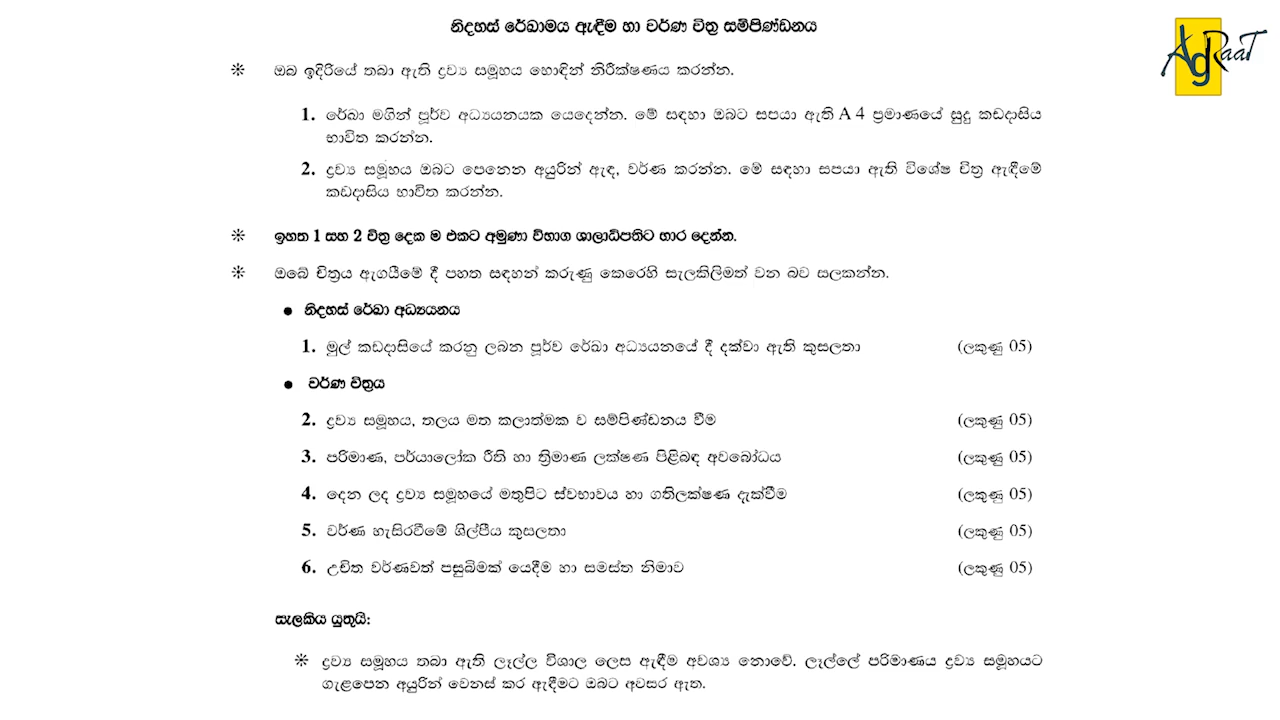 නිදහස් රේඛාමය ඇඳීම හා වර්ණ චිත්‍ර සම්පිණ්ඩනය
AgRaaT
❊ ඔබ ඉදිරියේ තබා ඇති ද්‍රව්‍ය සමූහය හොඳින් නිරීක්ෂණය කරන්න.
1. රේඛා මගින් පූර්ව අධ්‍යයනයක යෙදෙන්න. මේ සඳහා ඔබට සපයා ඇති A 4 ප්‍රමාණයේ සුදු කඩදාසිය
භාවිත කරන්න.
2. ද්‍රව්‍ය සමූහය ඔබට පෙනෙන අයුරින් ඇඳ, වර්ණ කරන්න. මේ සඳහා සපයා ඇති විශේෂ චිත්‍ර ඇඳීමේ
කඩදාසිය භාවිත කරන්න.
❊ ඉහත 1 සහ 2 චිත්‍ර දෙක ම එකට අමුණා විභාග ශාලාධිපතිට භාර දෙන්න.
❊ ඔබේ චිත්‍රය ඇගයීමේ දී පහත සඳහන් කරුණු කෙරෙහි සැලකිලිමත් වන බව සලකන්න.
● නිදහස් රේඛා අධ්‍යයනය
1. මුල් කඩදාසියේ කරනු ලබන පූර්ව රේඛා අධ්‍යයනයේ දී දක්වා ඇති කුසලතා (ලකුණු 05)
● වර්ණ චිත්‍රය
2. ද්‍රව්‍ය සමූහය, තලය මත කලාත්මක ව සම්පිණ්ඩනය වීම (ලකුණු 05)
3. පරිමාණ, පර්යාලෝක රීති හා ත්‍රිමාණ ලක්ෂණ පිළිබඳ අවබෝධය (ලකුණු 05)
4. දෙන ලද ද්‍රව්‍ය සමූහයේ මතුපිට ස්වභාවය හා ගතිලක්ෂණ දැක්වීම (ලකුණු 05)
5. වර්ණ හැසිරවීමේ ශිල්පීය කුසලතා (ලකුණු 05)
6. උචිත වර්ණවත් පසුබිමක් යෙදීම හා සමස්ත නිමාව (ලකුණු 05)
සැලකිය යුතුයි:
❊ ද්‍රව්‍ය සමූහය තබා ඇති ලෑල්ල විශාල ලෙස ඇඳීම අවශ්‍ය නොවේ. ලෑල්ලේ පරිමාණය ද්‍රව්‍ය සමූහයට
ගැළපෙන අයුරින් වෙනස් කර ඇඳීමට ඔබට අවසර ඇත.